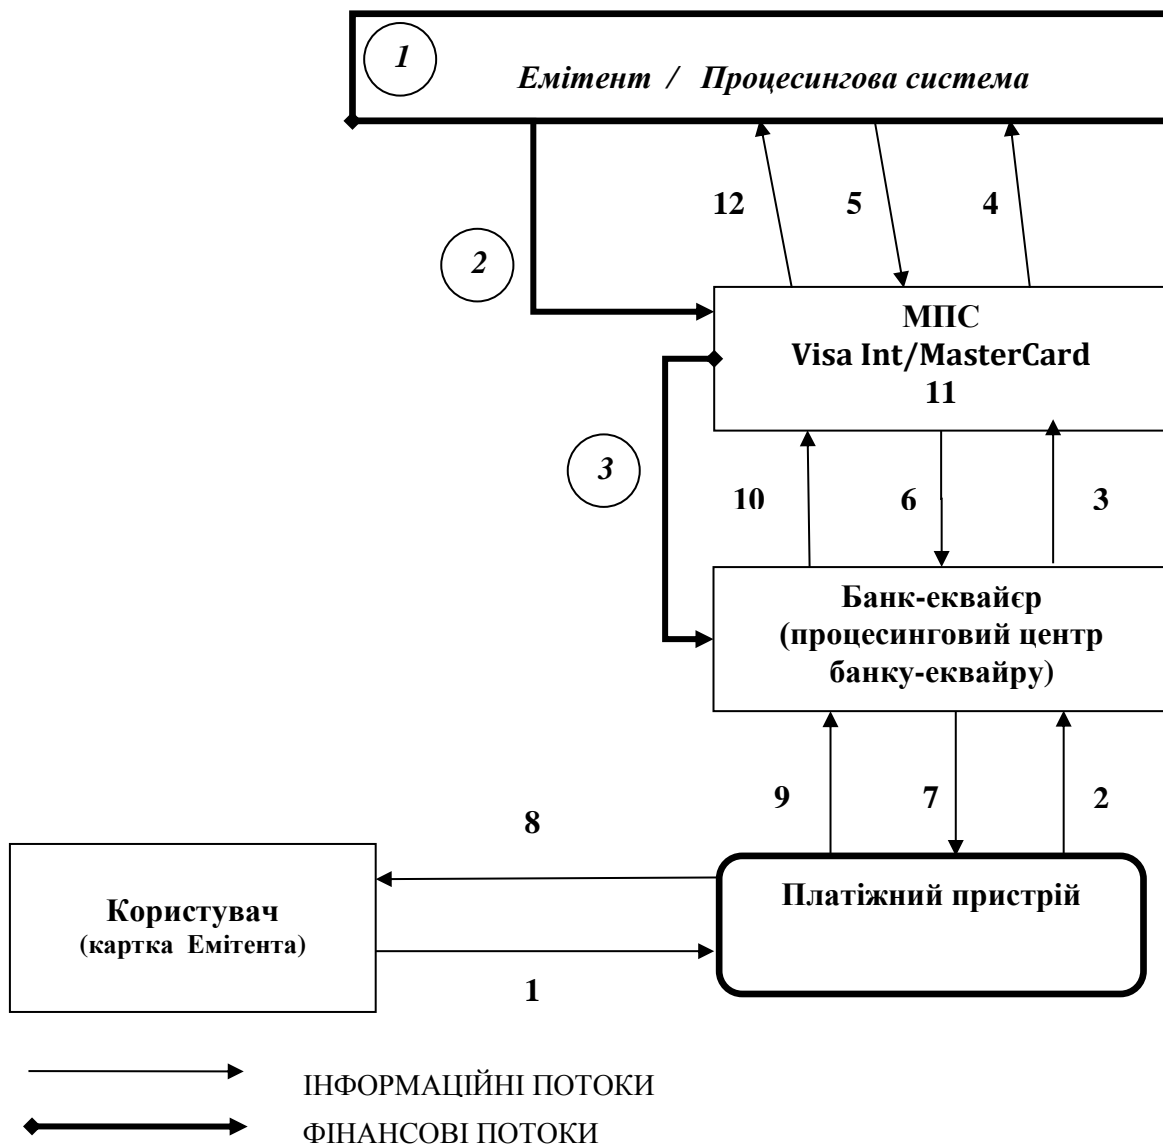 1
Емітент / Процесингова система
12
5
4
2
МПС
Visa Int/MasterCard
11
3
10
6
3
Банк-еквайєр
(процесинговий центр
банку-еквайру)
9
7
2
8
Користувач
(картка Емітента)
Платіжний пристрій
1
ІНФОРМАЦІЙНІ ПОТОКИ
ФІНАНСОВІ ПОТОКИ